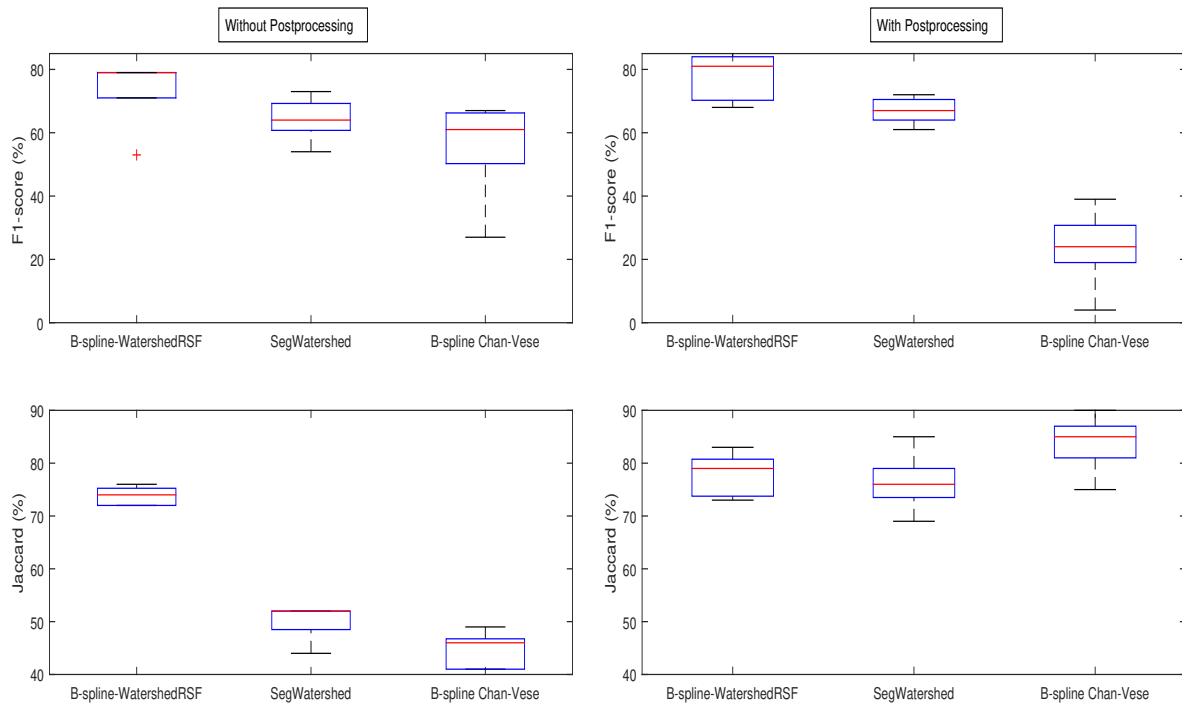 Without Postprocessing
With Postprocessing
80
60
40
20
0
F1-score (%)
B-spline-WatershedRSF SegWatershed B-spline Chan-Vese
80
60
40
20
0
F1-score (%)
B-spline-WatershedRSF SegWatershed B-spline Chan-Vese
90
80
70
60
50
40
Jaccard (%)
B-spline-WatershedRSF SegWatershed B-spline Chan-Vese
90
80
70
60
50
40
Jaccard (%)
B-spline-WatershedRSF SegWatershed B-spline Chan-Vese